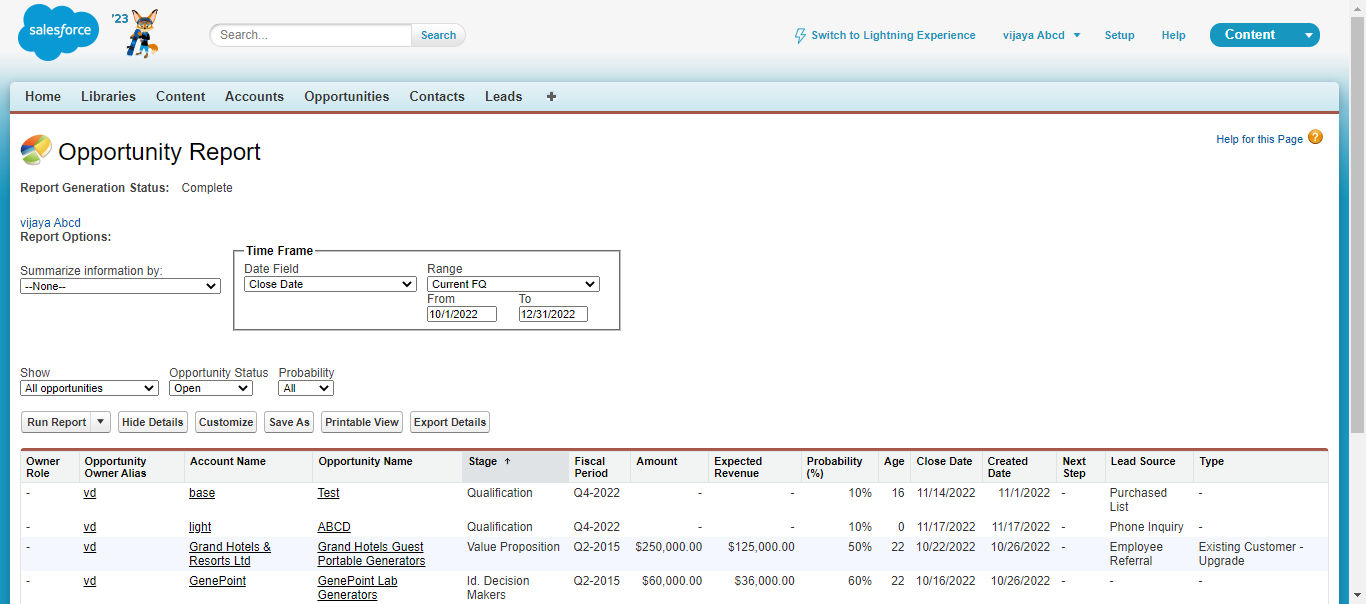 salesforce
'23
Search...
Search
Switch to Lightning Experience
vijaya Abcd
Setup
Help
Content
Home Libraries Content Accounts Opportunities Contacts Leads +
Help for this Page ?
Opportunity Report
Report Generation Status: Complete
vijaya Abcd
Report Options:
Summarize information by:
--None--
Time Frame
Date Field Range
Close Date Current FQ
From To
10/1/2022 12/31/2022
Show Opportunity Status Probability
All opportunities Open All
Run Report Hide Details Customize Save As Printable View Export Details
Owner Opportunity Account Name Opportunity Name Stage ↑ Fiscal Amount Expected Probability Age Close Date Created Next Lead Source Type
Role Owner Alias Period Revenue (%) Date Step
- vd base Test Qualification Q4-2022 - - 10% 16 11/14/2022 11/1/2022 - Purchased -
List
- vd light ABCD Qualification Q4-2022 - - 10% 0 11/17/2022 11/17/2022 - Phone Inquiry -
- vd Grand Hotels & Grand Hotels Guest Value Proposition Q2-2015 $250,000.00 $125,000.00 50% 22 10/22/2022 10/26/2022 - Employee Existing Customer -
Resorts Ltd Portable Generators Referral Upgrade
- vd GenePoint GenePoint Lab Id. Decision Q2-2015 $60,000.00 $36,000.00 60% 22 10/16/2022 10/26/2022 - - -
Generators Makers